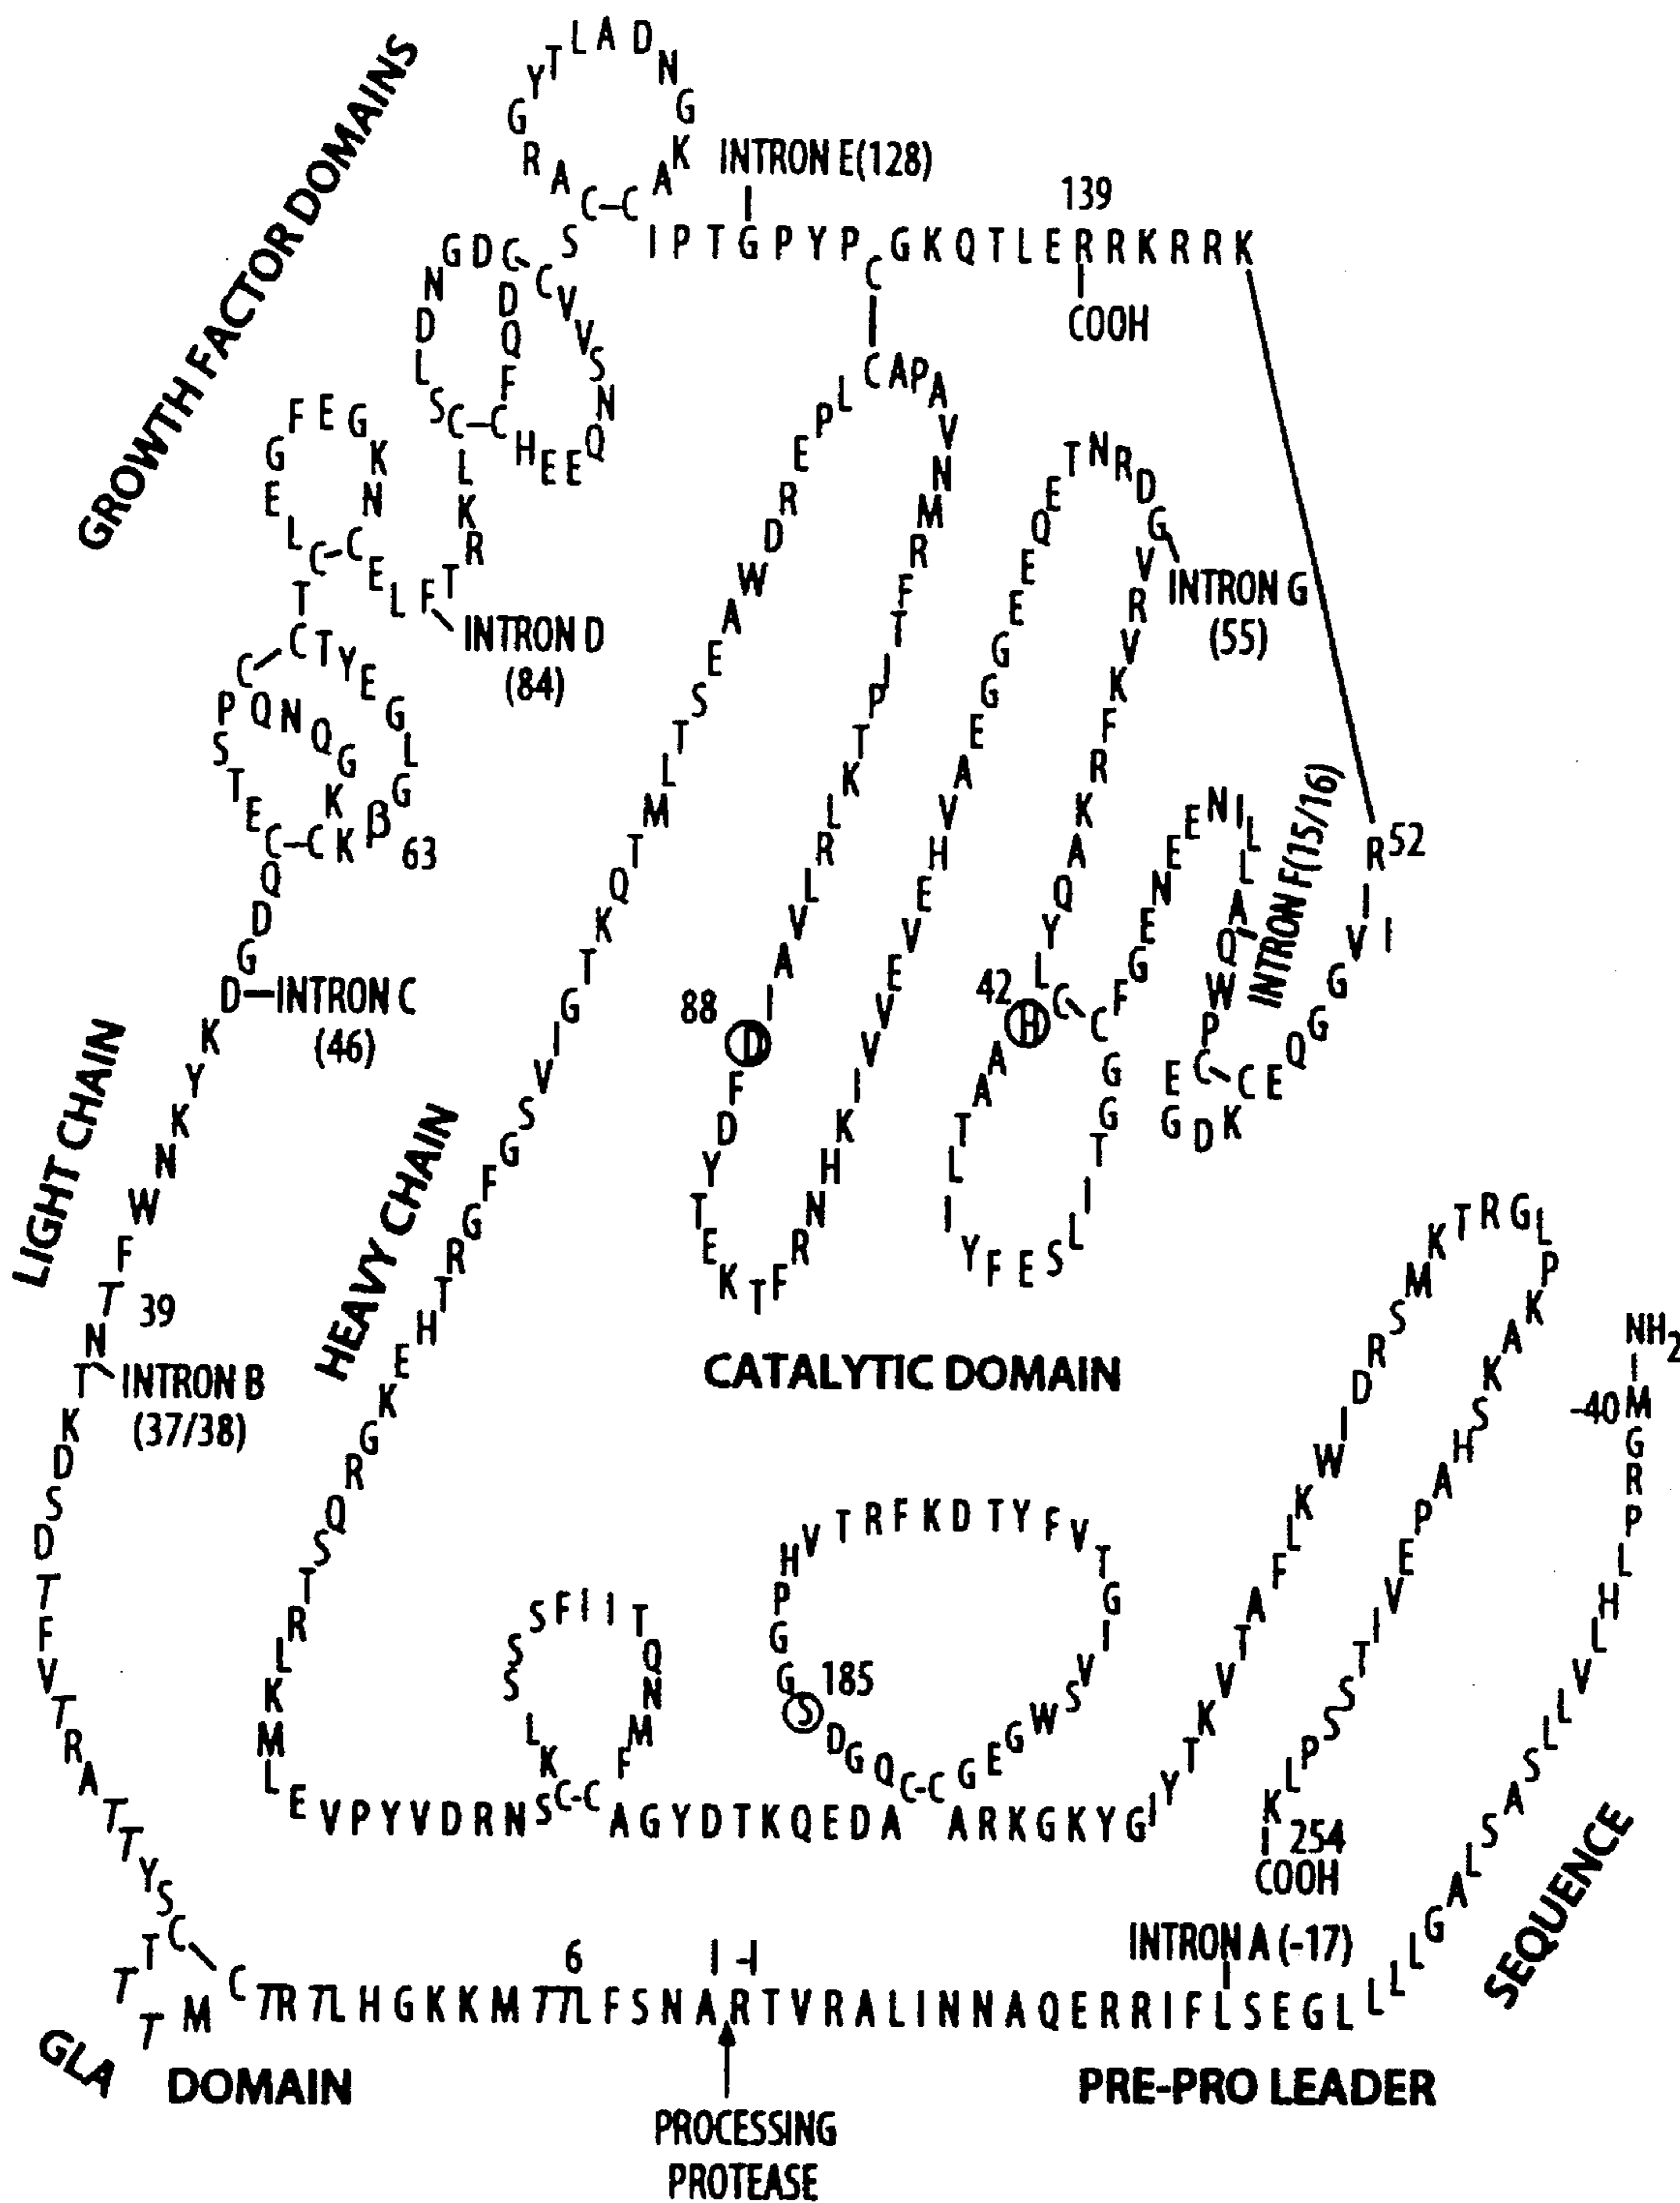 GROWTH FACTOR DOMAINS
INTRON E(128)
139
I P T G P Y P C G K Q T L E R R K R R K
COOH
R G Y T L A D N G K A
A C–C
S
G D C C V V S N Q E E H C–C S L D N
D Q F
L K R T F L E
INTRON D
(84)
C–C N K G E F G E L
T
C C T Y E G L G β 63
P Q N Q G K K C–C E T S
Q D G
D–INTRON C
(46)
K Y K N W F T 39 N
INTRON B
(37/38)
T K D S D T F V T R A T T Y S C
LIGHT CHAIN
T T T M C
GLA
DOMAIN
T R T L H G K K M T T L F S N A R T V R A L I N N A Q E R R I F L S E G L L L L G A L S A S L L V L H L P R G M
6
I -I
PROCESSING
PROTEASE
INTRON A (-17)
PRE-PRO LEADER
SEQUENCE
-40
NH2
R 52
I V I G G Q E C C P W Q A L L I N E E N E G F C
E G D K
INTRON F(15/16)
G G T I L S E F Y I L T A A H C L Y Q A K R F K V R V G D R N T E Q E E G G E A V H E V E V V I K H N R F T K E T Y D F D I A V L R L K T P I T F R M N V A P A C L P E R D W A E S T L M T Q K T G I V S G F G R T H E K G R Q S T R L K M L E V P Y V D R N S C–C K L S S S F I I T Q N M F
42
88
INTRON G
(55)
CATALYTIC DOMAIN
HEAVY CHAIN
A G Y D T K Q E D A C–C Q G D S G G P H V T R F K D T Y F V T G I V S W G E G
185
A R K G K Y G I Y T K V T A F L K W I D R S M K T R G L P K A K S H A P E V I T S S P L K
254
COOH